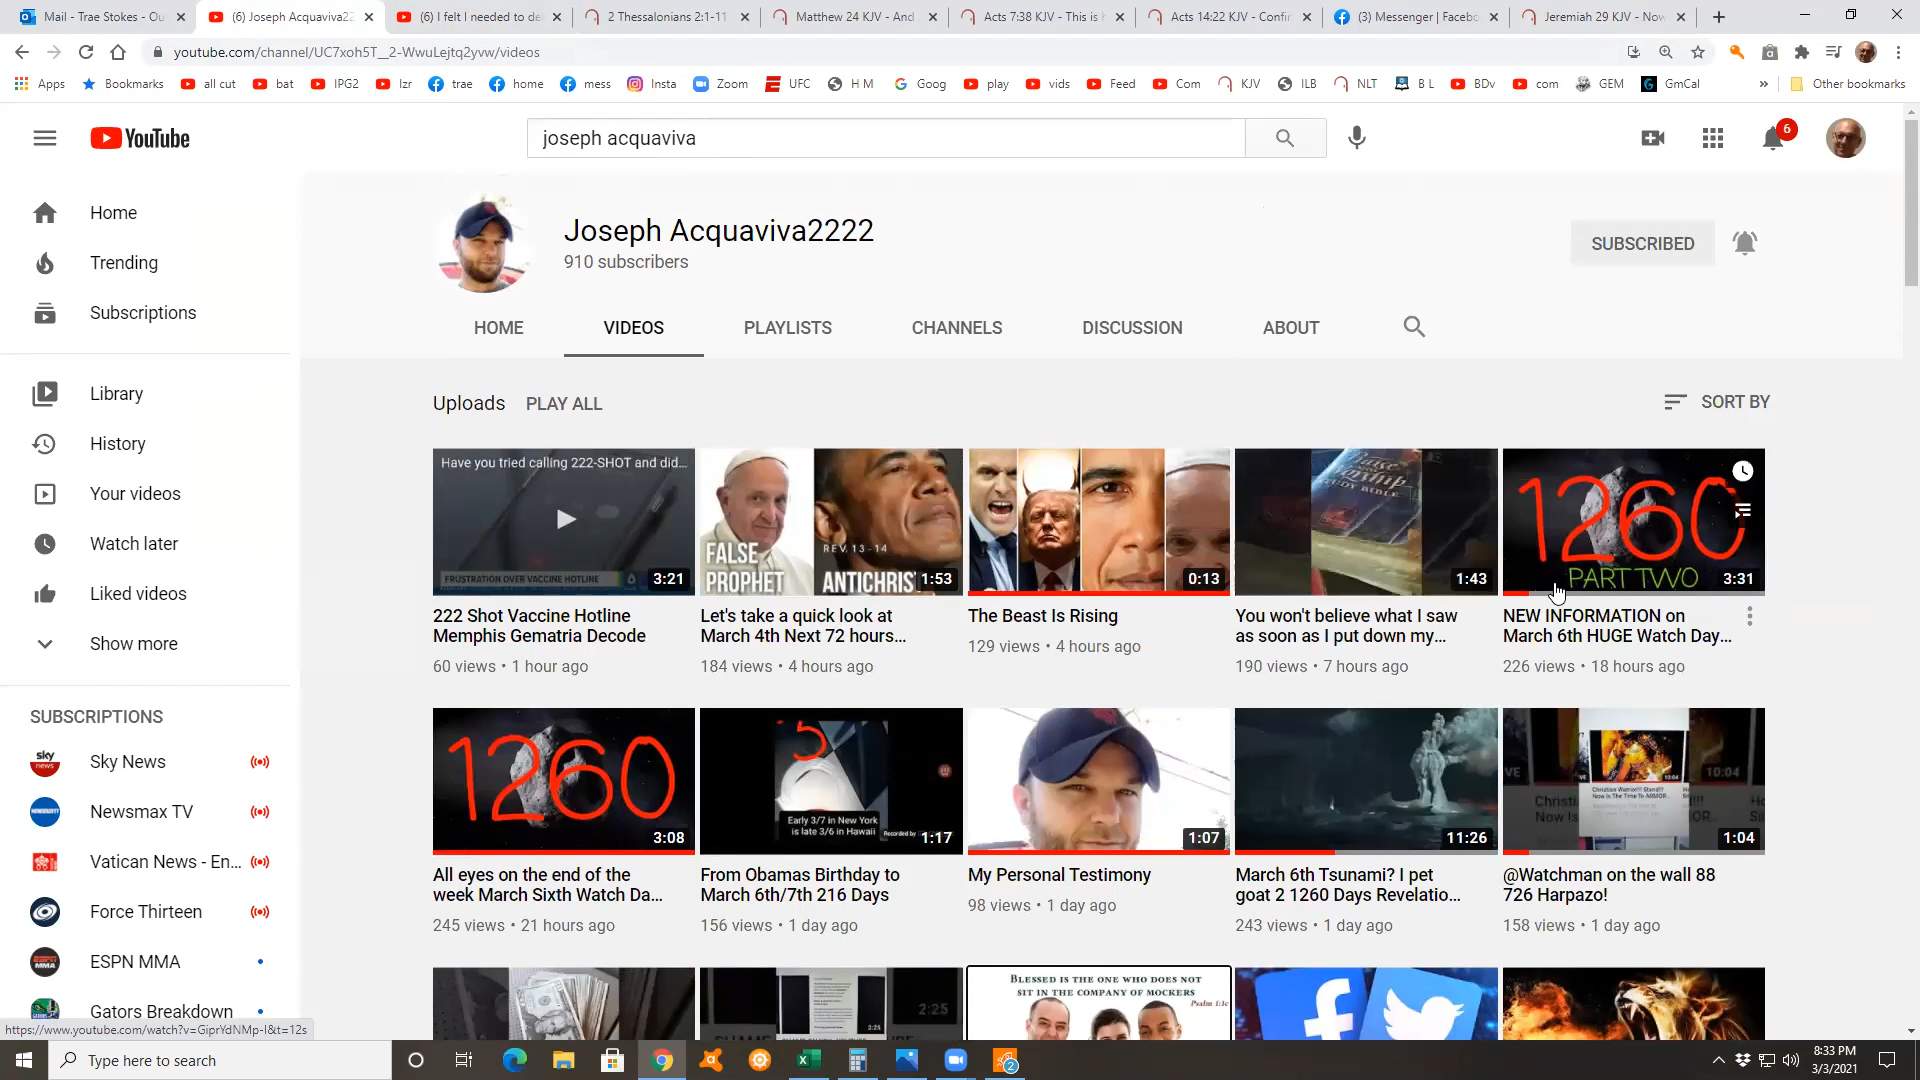 Mail - Trae Stokes - Ou
(6) Joseph Acquaviva22
(6) I felt I needed to de
2 Thessalonians 2:1-11
Matthew 24 KJV - And
Acts 7:38 KJV - This is h
Acts 14:22 KJV - Confir
(3) Messenger | Facebo
Jeremiah 29 KJV - Now
youtube.com/channel/UC7xoh5T__2-WwuLejtq2yvw/videos
Apps Bookmarks all cut bat IPG2 lzr trae home mess Insta Zoom UFC H M Goog play vids Feed Com KJV ILB NLT B L BDv com GEM GmCal » Other bookmarks
YouTube
joseph acquaviva
6
Home
Trending
Subscriptions
Library
History
Your videos
Watch later
Liked videos
Show more
SUBSCRIPTIONS
Sky News
Newsmax TV
Vatican News - En...
Force Thirteen
ESPN MMA
Gators Breakdown
Joseph Acquaviva2222
910 subscribers
SUBSCRIBED
HOME VIDEOS PLAYLISTS CHANNELS DISCUSSION ABOUT
Uploads PLAY ALL
SORT BY
Have you tried calling 222-SHOT and did...
FRUSTRATION OVER VACCINE HOTLINE
3:21
222 Shot Vaccine Hotline
Memphis Gematria Decode
60 views • 1 hour ago
FALSE
PROPHET
REV. 13-14
ANTICHRIS
1:53
Let's take a quick look at
March 4th Next 72 hours...
184 views • 4 hours ago
0:13
The Beast Is Rising
129 views • 4 hours ago
STUDY BIBLE
1:43
You won't believe what I saw
as soon as I put down my...
190 views • 7 hours ago
1260
PART TWO
3:31
NEW INFORMATION on
March 6th HUGE Watch Day...
226 views • 18 hours ago
1260
3:08
All eyes on the end of the
week March Sixth Watch Da...
245 views • 21 hours ago
5
Early 3/7 in New York
is late 3/6 in Hawaii
Recorded by
1:17
From Obamas Birthday to
March 6th/7th 216 Days
156 views • 1 day ago
1:07
My Personal Testimony
98 views • 1 day ago
11:26
March 6th Tsunami? I pet
goat 2 1260 Days Revelatio...
243 views • 1 day ago
10:04
1:04
@Watchman on the wall 88
726 Harpazo!
158 views • 1 day ago
2:25
BLESSED IS THE ONE WHO DOES NOT
SIT IN THE COMPANY OF MOCKERS
Psalm 1:1c
https://www.youtube.com/watch?v=GiprYdNMp-I&t=12s
Type here to search
2
8:33 PM
3/3/2021